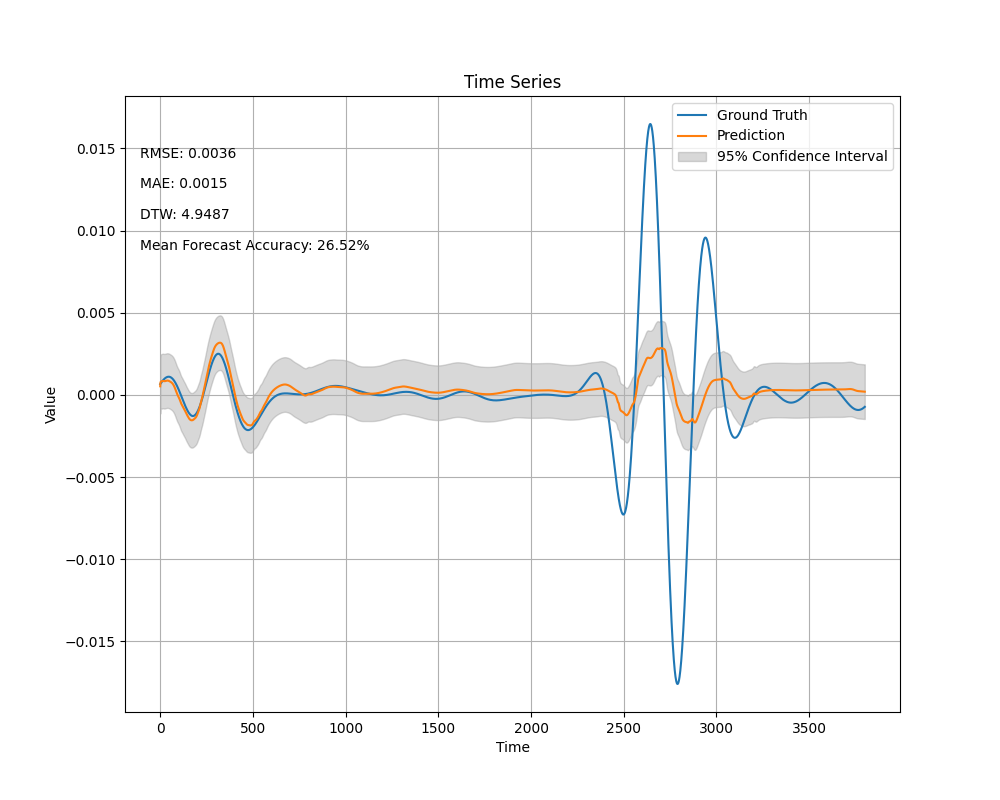 Time Series
Ground Truth
Prediction
95% Confidence Interval
RMSE: 0.0036
MAE: 0.0015
DTW: 4.9487
Mean Forecast Accuracy: 26.52%
0.015
0.010
0.005
0.000
−0.005
−0.010
−0.015
Value
0 500 1000 1500 2000 2500 3000 3500
Time